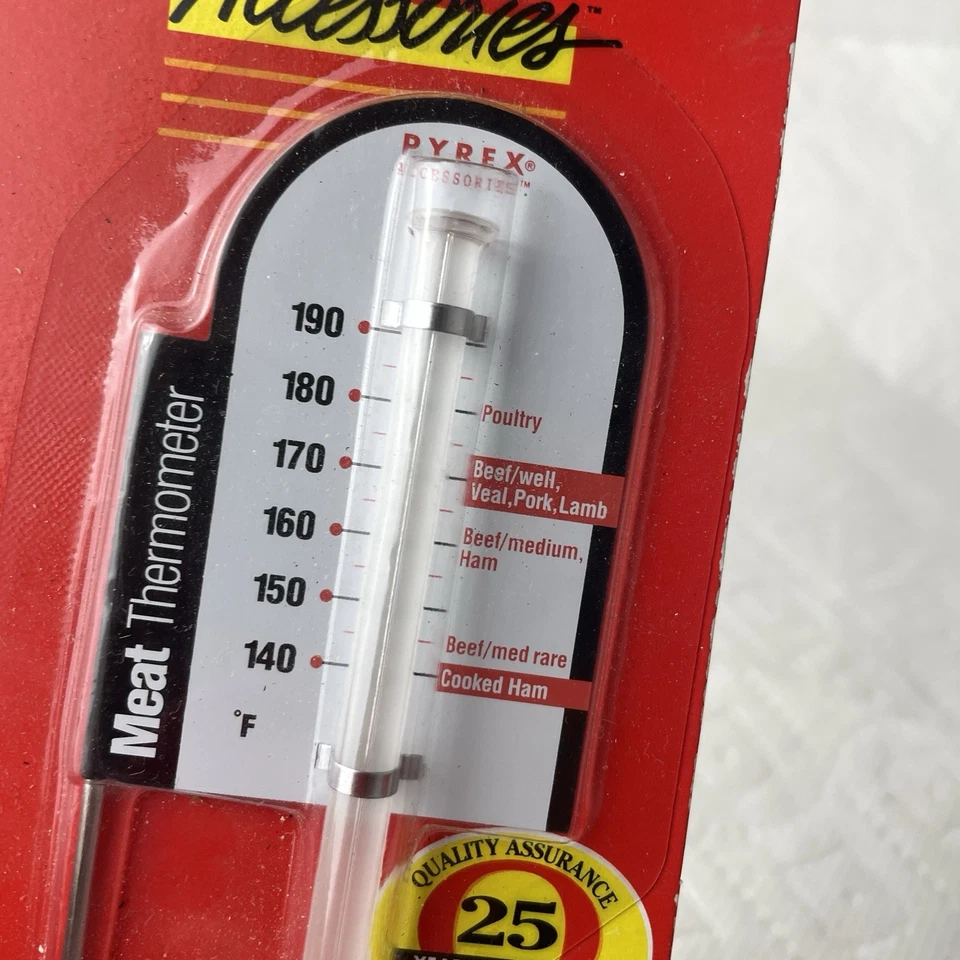 Accessories™
PYREX®
ACCESSORIES™
190
180
Poultry
170
Beef/well,
Veal,Pork,Lamb
160
Beef/medium,
Ham
150
140
Beef/med rare
Cooked Ham
°F
Meat Thermometer
QUALITY ASSURANCE
25